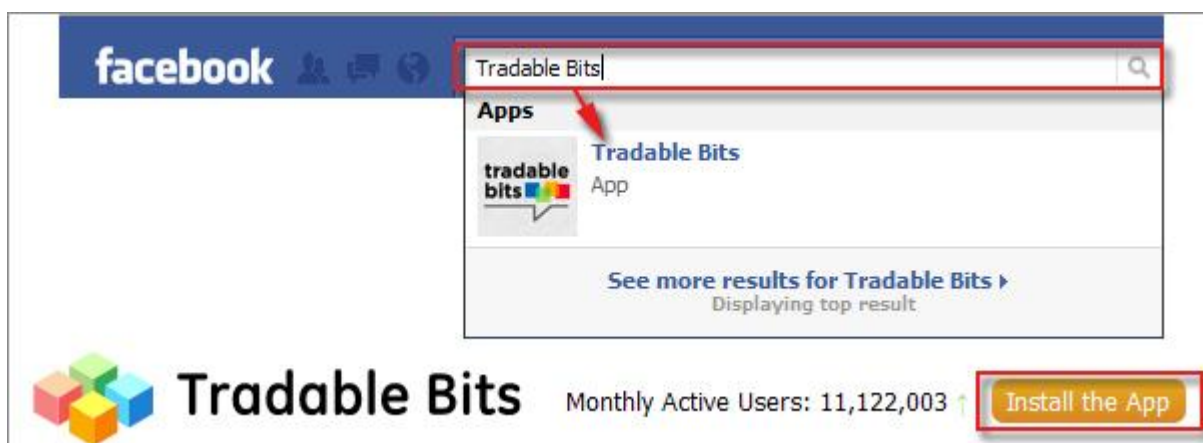 facebook Tradable Bits
Apps
tradable
bits
Tradable Bits
App
See more results for Tradable Bits
Displaying top result
Tradable Bits Monthly Active Users: 11,122,003 ↑ Install the App